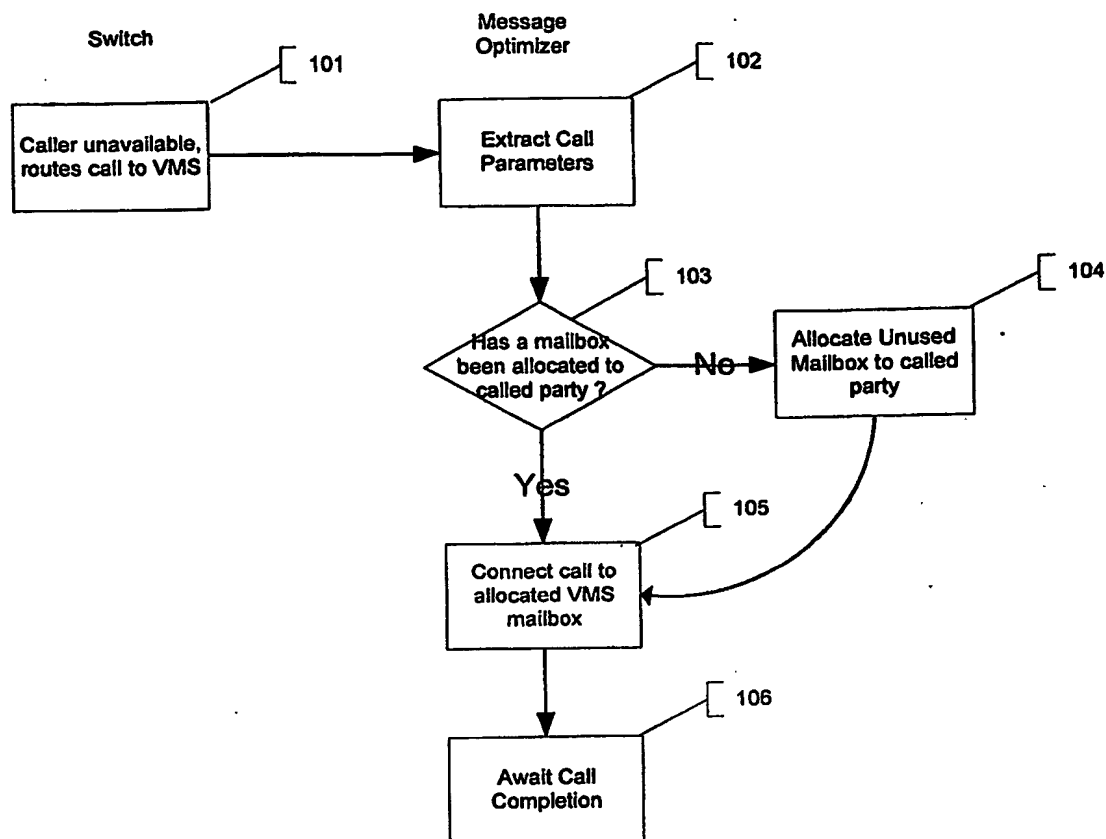 Switch
Message
Optimizer
101
102
Caller unavailable,
routes call to VMS
Extract Call
Parameters
103
104
Has a mailbox
been allocated to
called party ?
No
Allocate Unused
Mailbox to called
party
Yes
105
Connect call to
allocated VMS
mailbox
106
Await Call
Completion